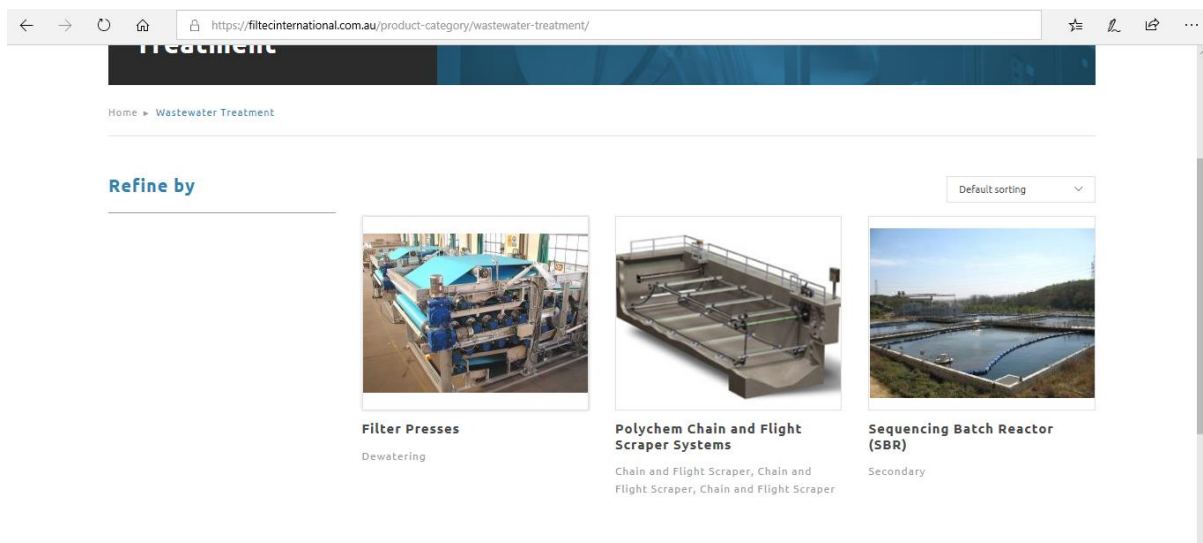 https://filtecinternational.com.au/product-category/wastewater-treatment/
Treatment
Home ▸ Wastewater Treatment
Refine by
Default sorting
Filter Presses
Dewatering
Polychem Chain and Flight
Scraper Systems
Chain and Flight Scraper, Chain and
Flight Scraper, Chain and Flight Scraper
Sequencing Batch Reactor
(SBR)
Secondary